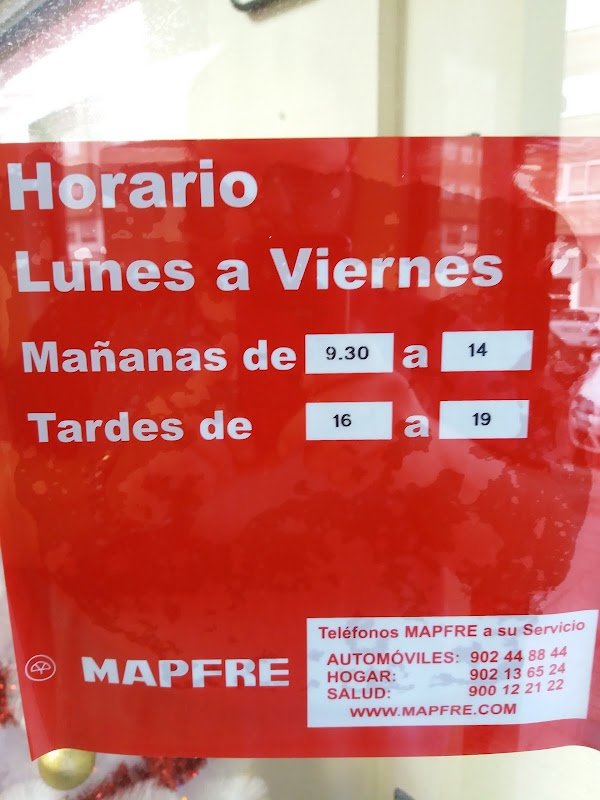 Horario
Lunes a Viernes
Mañanas de 9.30 a 14
Tardes de 16 a 19
MAPFRE
Teléfonos MAPFRE a su Servicio
AUTOMÓVILES: 902 44 88 44
HOGAR: 902 13 65 24
SALUD: 900 12 21 22
WWW.MAPFRE.COM